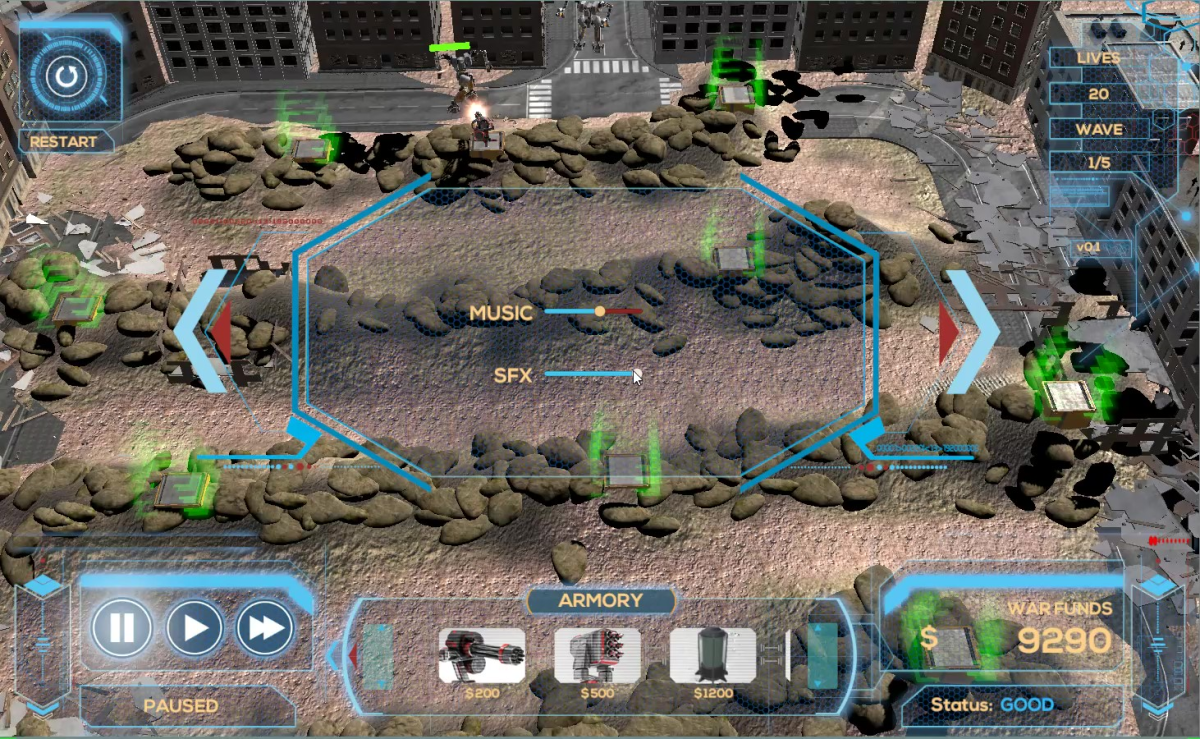 LIVES
20
RESTART
WAVE
1/5
v0.1
MUSIC
SFX
ARMORY
WAR FUNDS
$ 9290
$200
$500
$1200
PAUSED
Status: GOOD